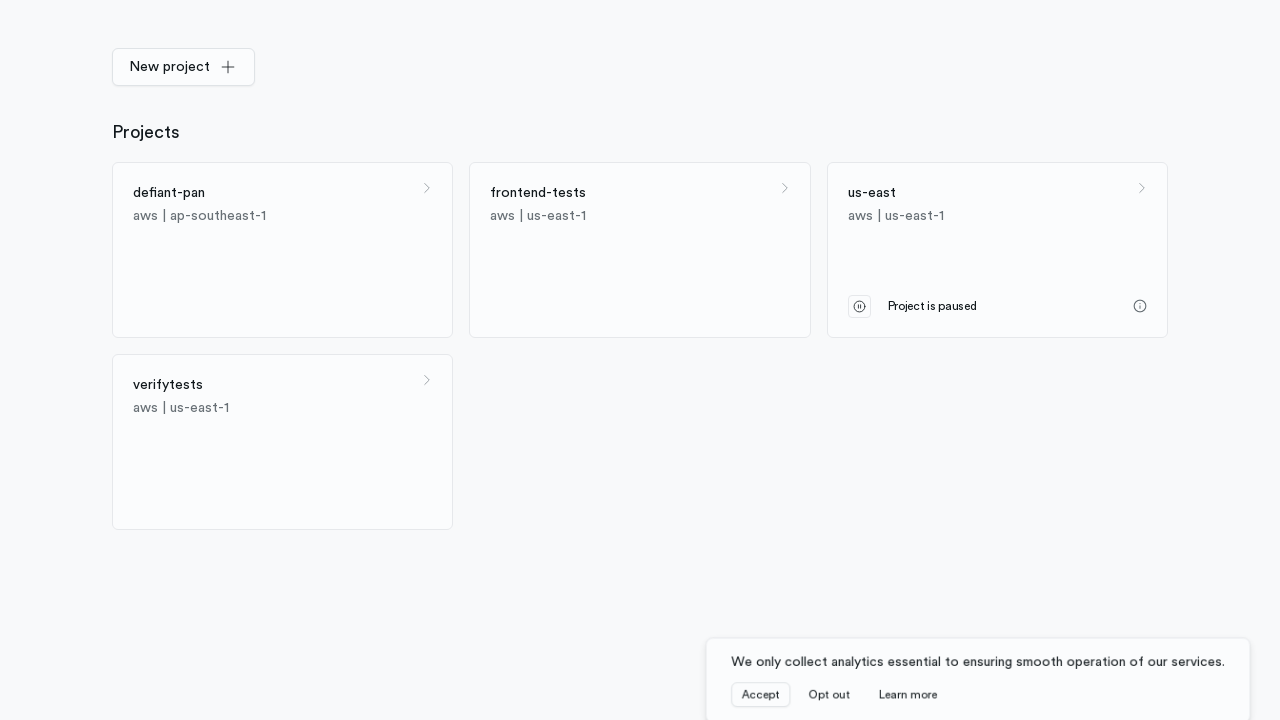 New project
Projects
defiant-pan
aws | ap-southeast-1
frontend-tests
aws | us-east-1
us-east
aws | us-east-1
Project is paused
verifytests
aws | us-east-1
We only collect analytics essential to ensuring smooth operation of our services.
Accept Opt out Learn more